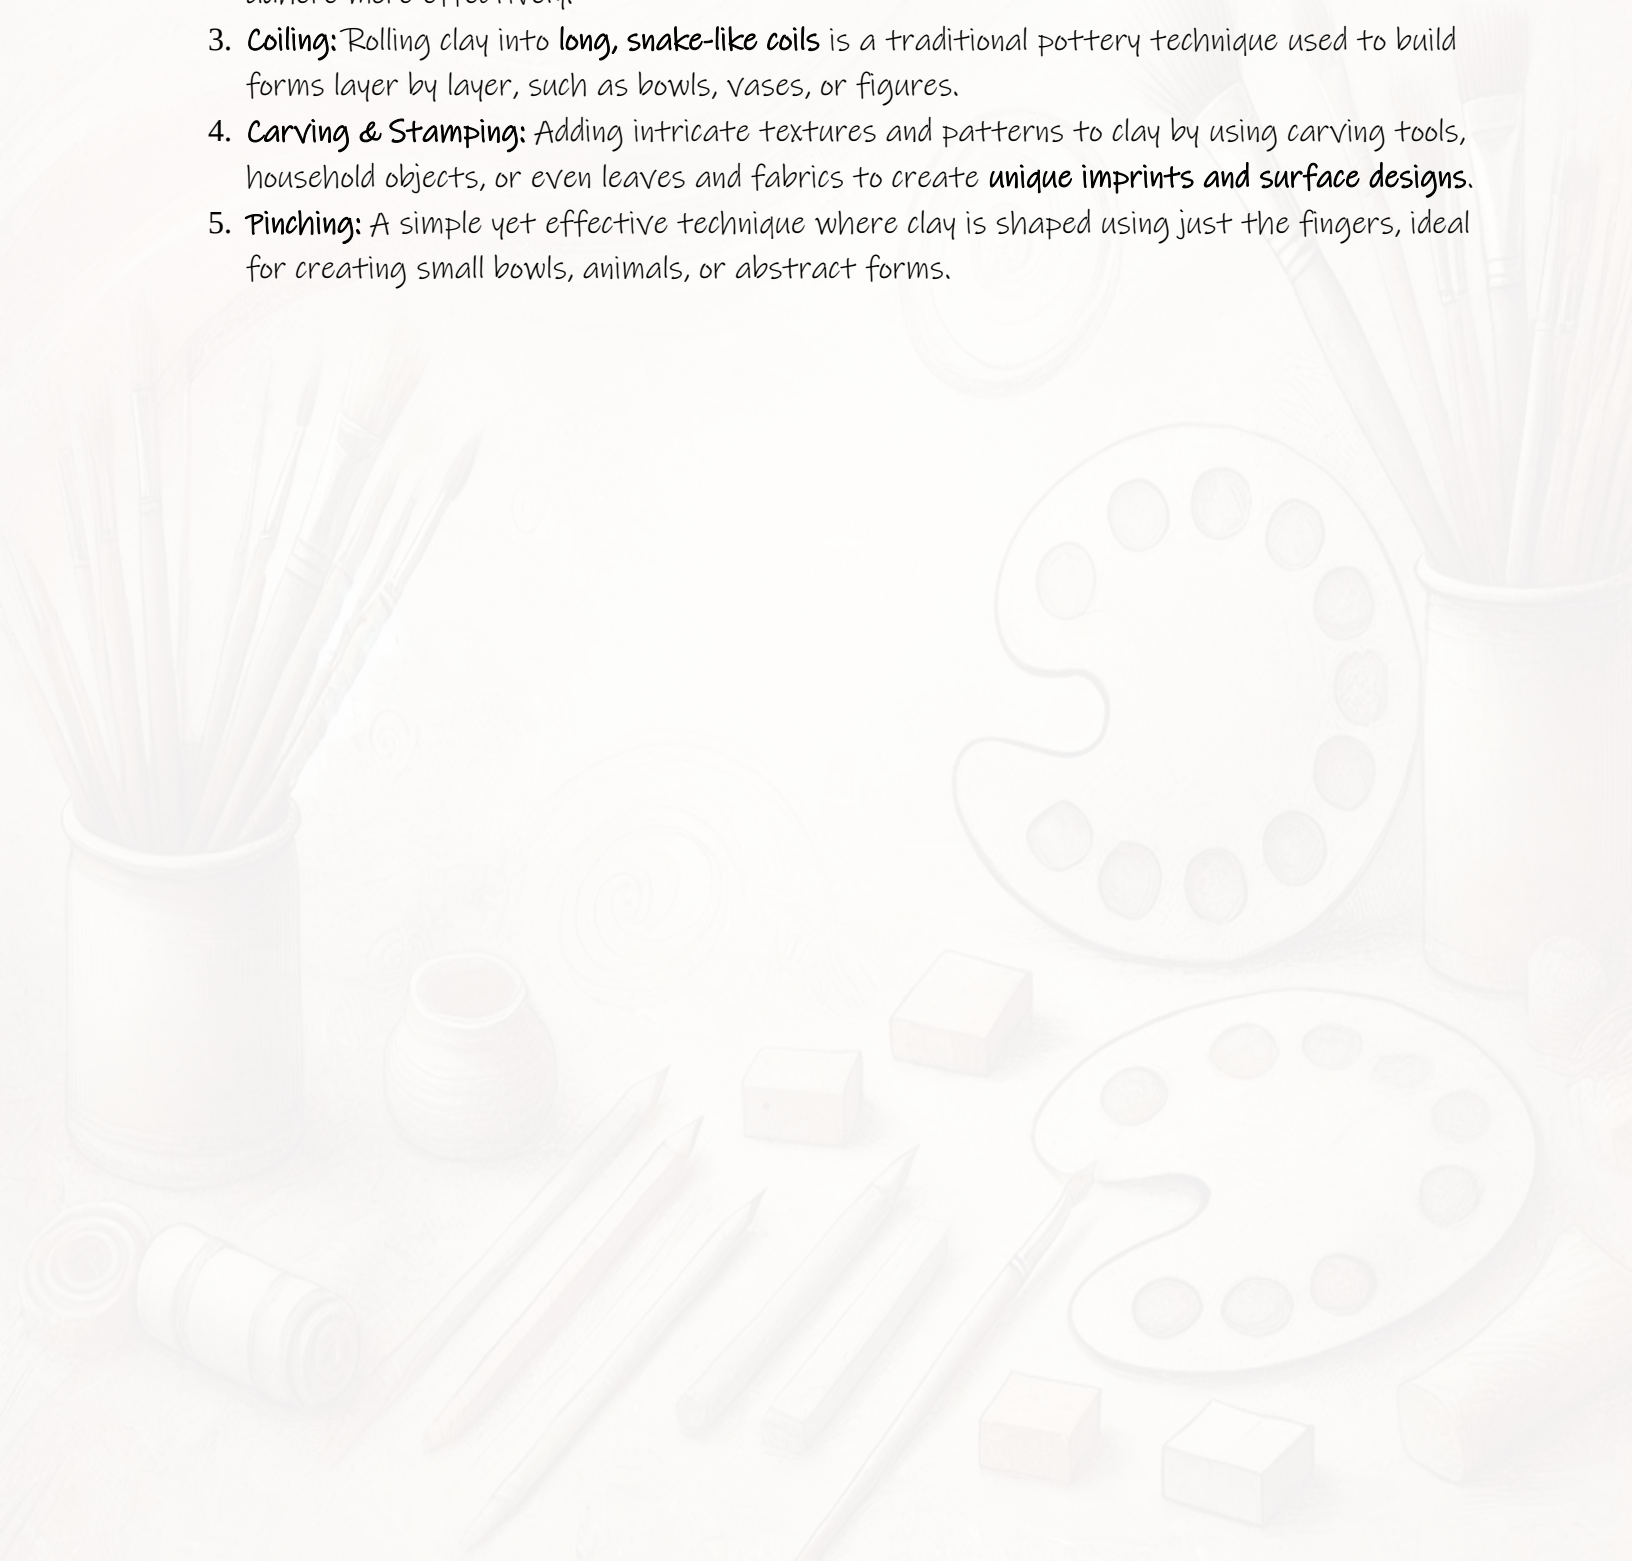 adhere more effectively.
3. Coiling: Rolling clay into long, snake-like coils is a traditional pottery technique used to build
forms layer by layer, such as bowls, vases, or figures.
4. Carving & Stamping: Adding intricate textures and patterns to clay by using carving tools,
household objects, or even leaves and fabrics to create unique imprints and surface designs.
5. Pinching: A simple yet effective technique where clay is shaped using just the fingers, ideal
for creating small bowls, animals, or abstract forms.